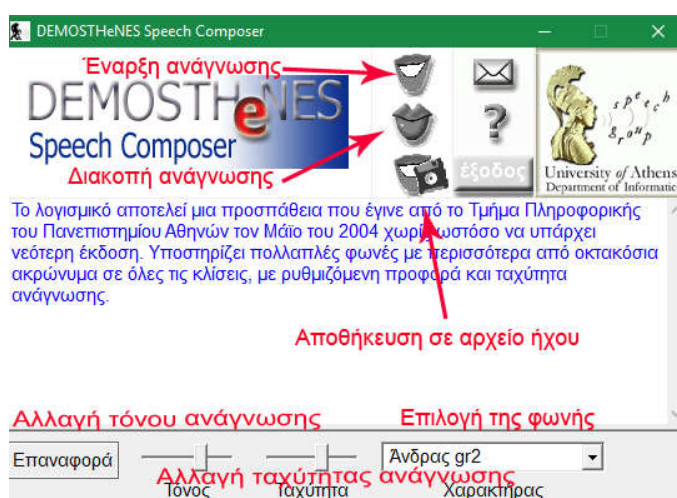 DEMOSTHeNES Speech Composer
Έναρξη ανάγνωσης
DEMOSTHeNES
Speech Composer
Διακοπή ανάγνωσης
?
έξοδος
speech
group
University of Athens
Department of Informatic
Το λογισμικό αποτελεί μια προσπάθεια που έγινε από το Τμήμα Πληροφορικής
του Πανεπιστημίου Αθηνών τον Μάϊο του 2004 χωρίς ωστόσο να υπάρχει
νεότερη έκδοση. Υποστηρίζει πολλαπλές φωνές με περισσότερα από οκτακόσια
ακρώνυμα σε όλες τις κλίσεις, με ρυθμιζόμενη προφορά και ταχύτητα
ανάγνωσης.
Αποθήκευση σε αρχείο ήχου
Αλλαγή τόνου ανάγνωσης
Επιλογή της φωνής
Επαναφορά
Άνδρας gr2
Αλλαγή ταχύτητας ανάγνωσης
Τόνος Ταχύτητα Χαρακτήρας